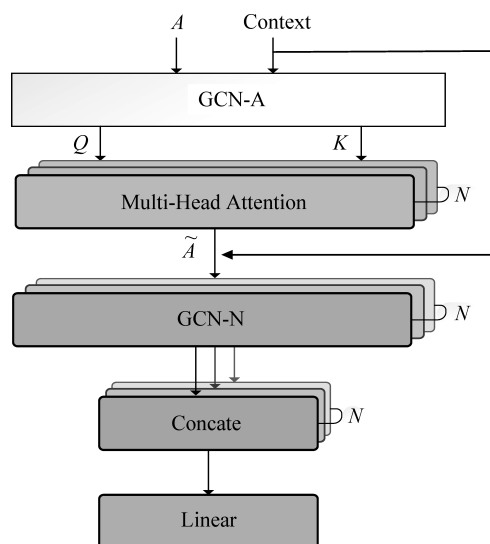 A Context
GCN-A
Q K
Multi-Head Attention
N
Ã
GCN-N
N
Concate
N
Linear